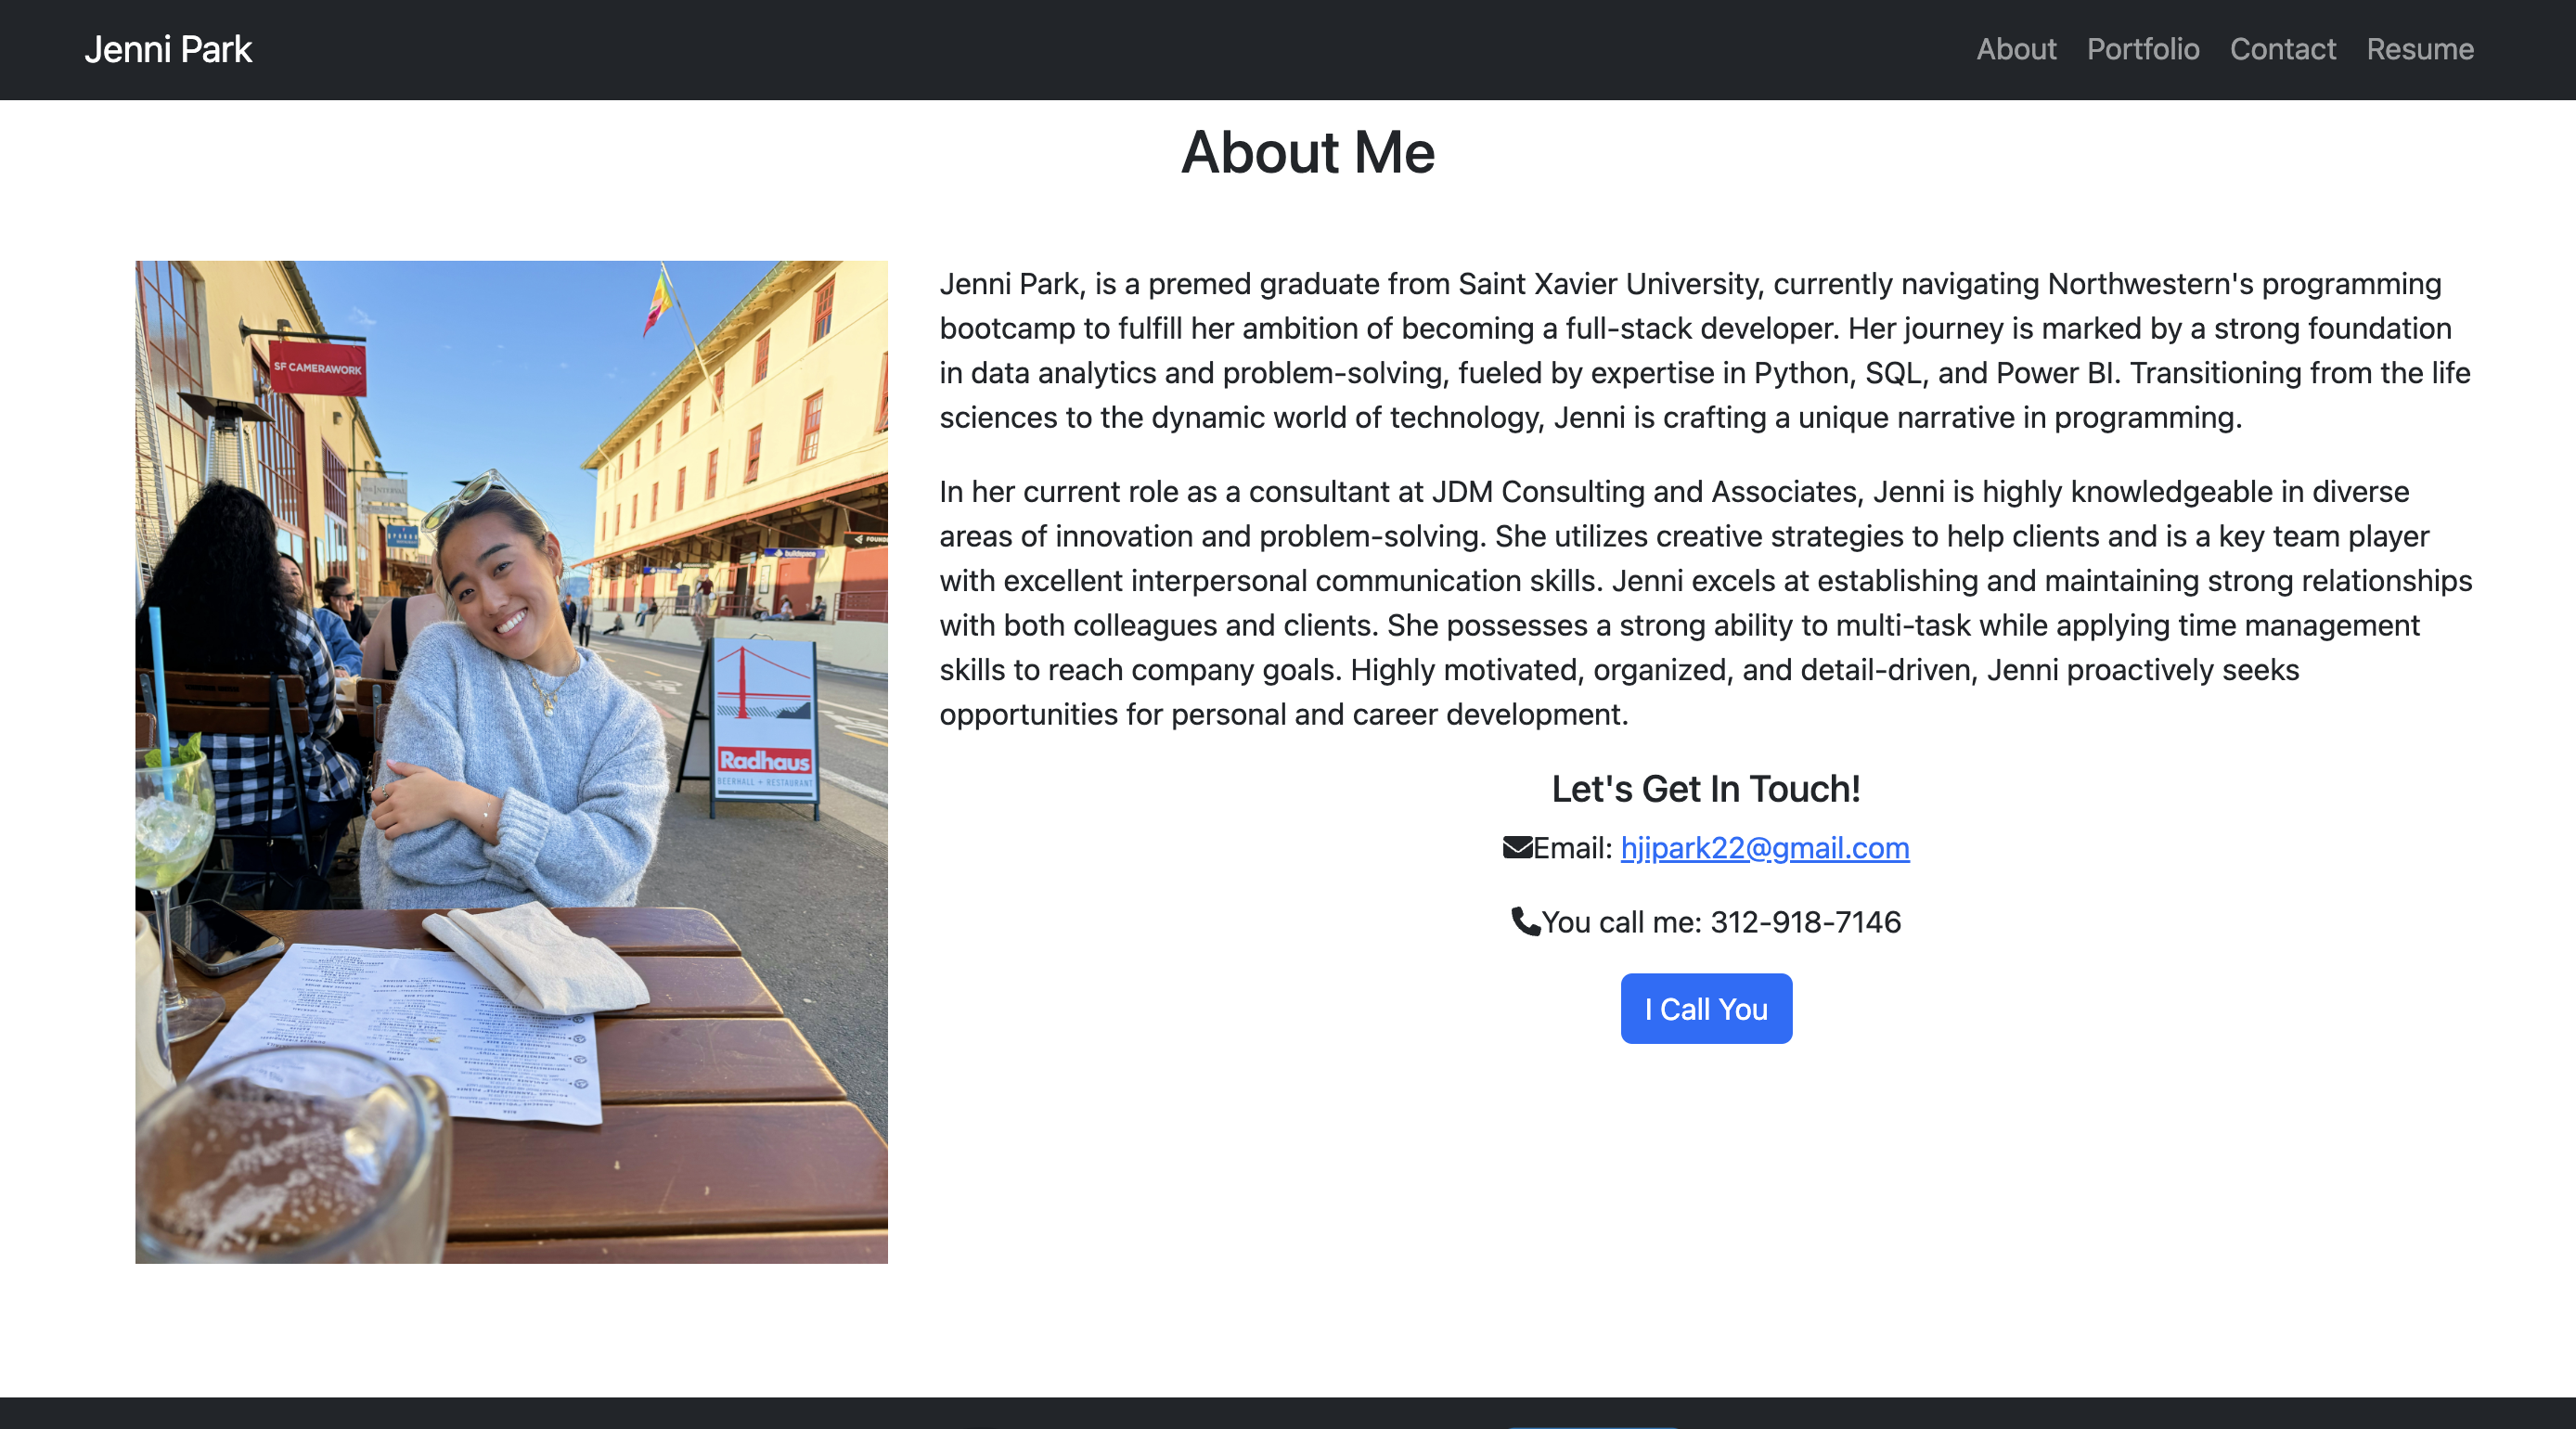 Jenni Park
About Portfolio Contact Resume
About Me
SF CAMERAWORK
THE INTERVAL
buildspace
Radhaus
BEERHALL + RESTAURANT
Jenni Park, is a premed graduate from Saint Xavier University, currently navigating Northwestern's programming
bootcamp to fulfill her ambition of becoming a full-stack developer. Her journey is marked by a strong foundation
in data analytics and problem-solving, fueled by expertise in Python, SQL, and Power BI. Transitioning from the life
sciences to the dynamic world of technology, Jenni is crafting a unique narrative in programming.
In her current role as a consultant at JDM Consulting and Associates, Jenni is highly knowledgeable in diverse
areas of innovation and problem-solving. She utilizes creative strategies to help clients and is a key team player
with excellent interpersonal communication skills. Jenni excels at establishing and maintaining strong relationships
with both colleagues and clients. She possesses a strong ability to multi-task while applying time management
skills to reach company goals. Highly motivated, organized, and detail-driven, Jenni proactively seeks
opportunities for personal and career development.
Let's Get In Touch!
Email: hjipark22@gmail.com
You call me: 312-918-7146
I Call You